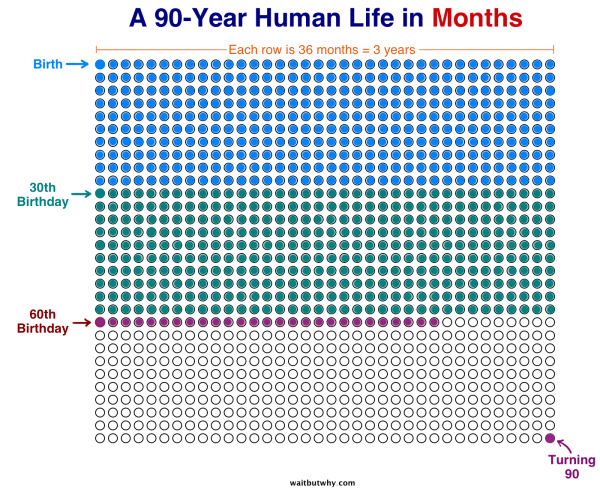 A 90-Year Human Life in Months
Each row is 36 months = 3 years
Birth
30th
Birthday
60th
Birthday
Turning
90
waitbutwhy.com